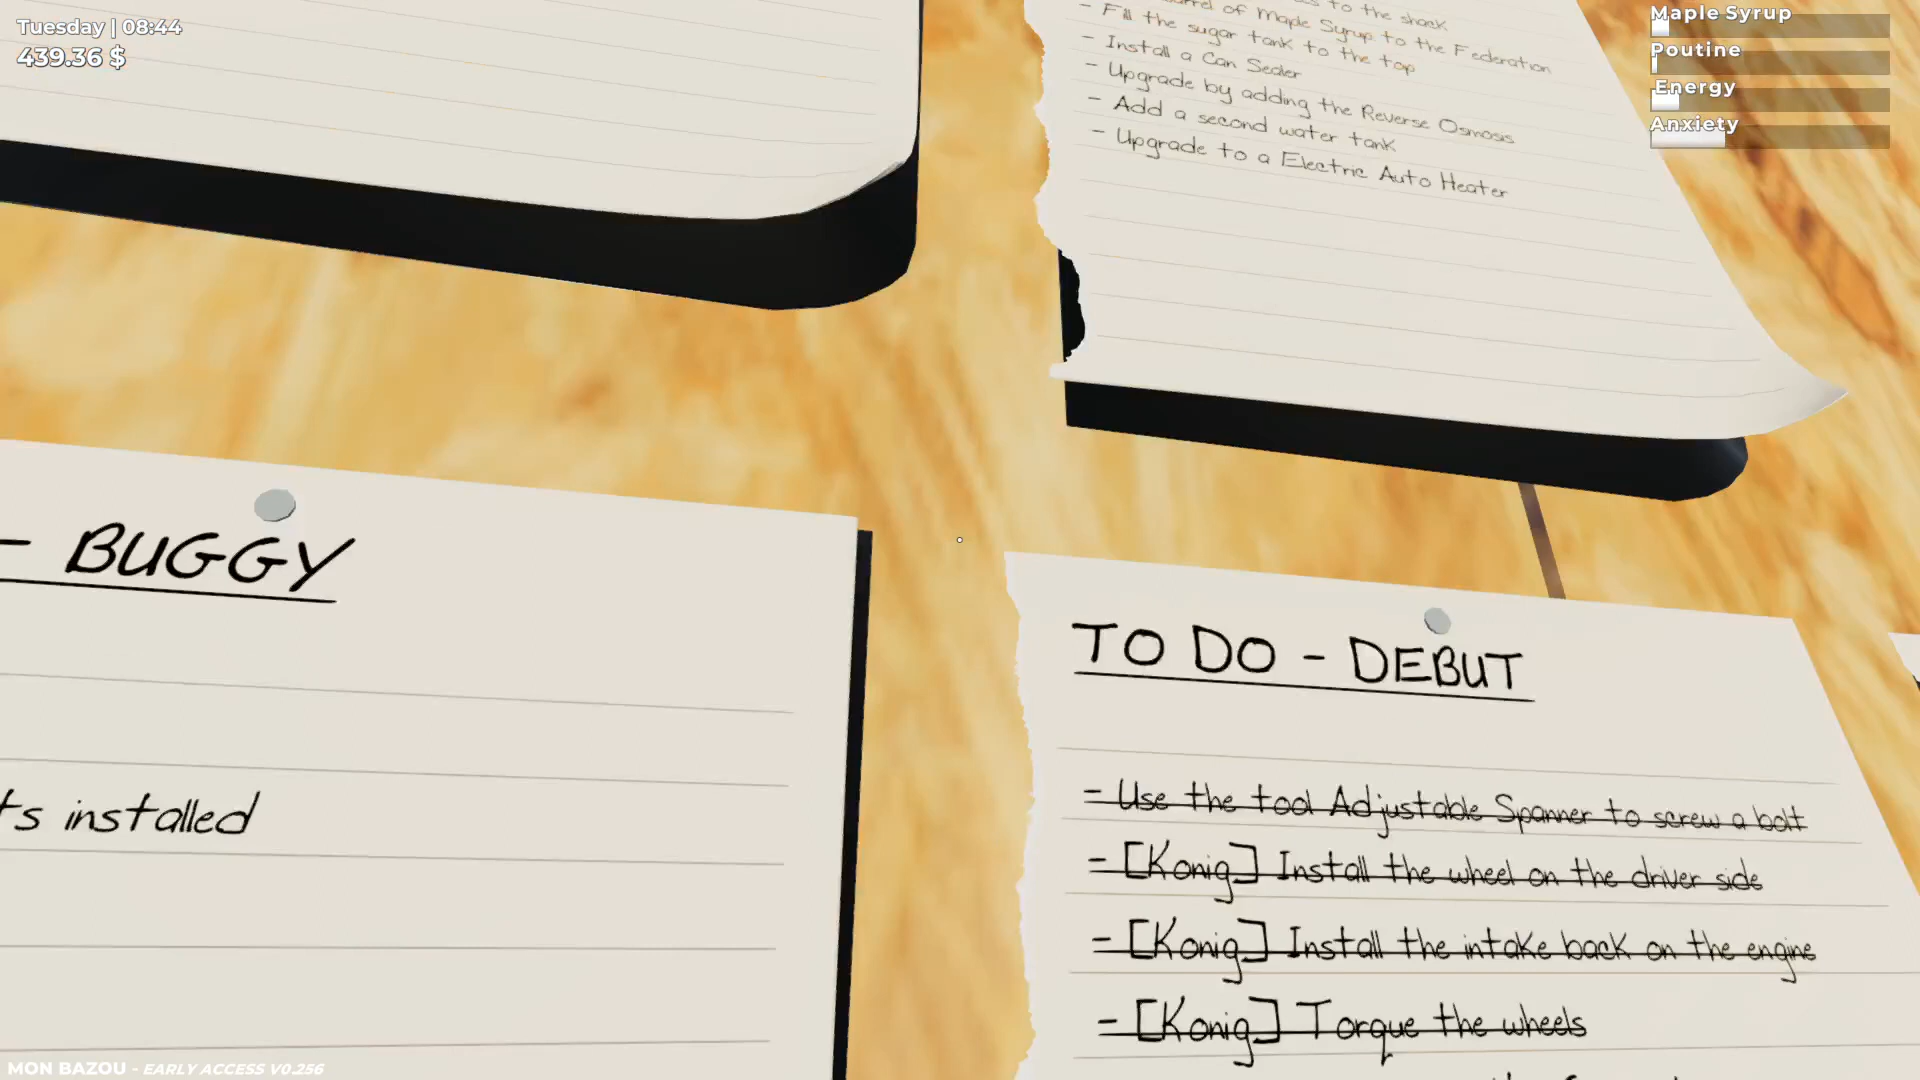 Tuesday | 08:44
439.36 $
Maple Syrup
Poutine
Energy
Anxiety
to the shack
of Maple Syrup to the Federation
- Fill the sugar tank to the top
- Install a Can Sealer
- Upgrade by adding the Reverse Osmosis
- Add a second water tank
- Upgrade to a Electric Auto Heater
- BUGGY
installed
TO DO - DEBUT
- Use the tool Adjustable Spanner to screw a bolt
- [Konig] Install the wheel on the driver side
- [Konig] Install the intake back on the engine
- [Konig] Torque the wheels
MON BAZOU - EARLY ACCESS V0.256